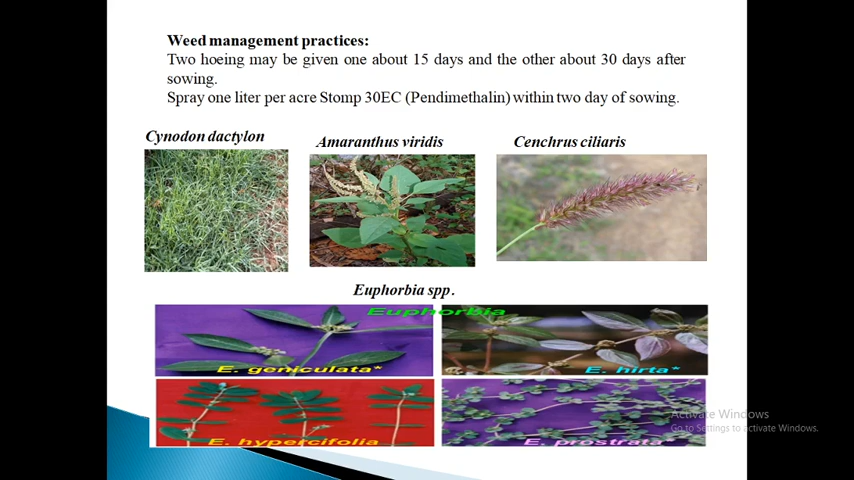 Weed management practices:
Two hoeing may be given one about 15 days and the other about 30 days after
sowing.
Spray one liter per acre Stomp 30EC (Pendimethalin) within two day of sowing.
Cynodon dactylon
Amaranthus viridis
Cenchrus ciliaris
Euphorbia spp.
Euphorbia
E. geniculata*
E. hirta*
E. hypercifolia
E. prostrata*
Activate Windows
Go to Settings to activate Windows.